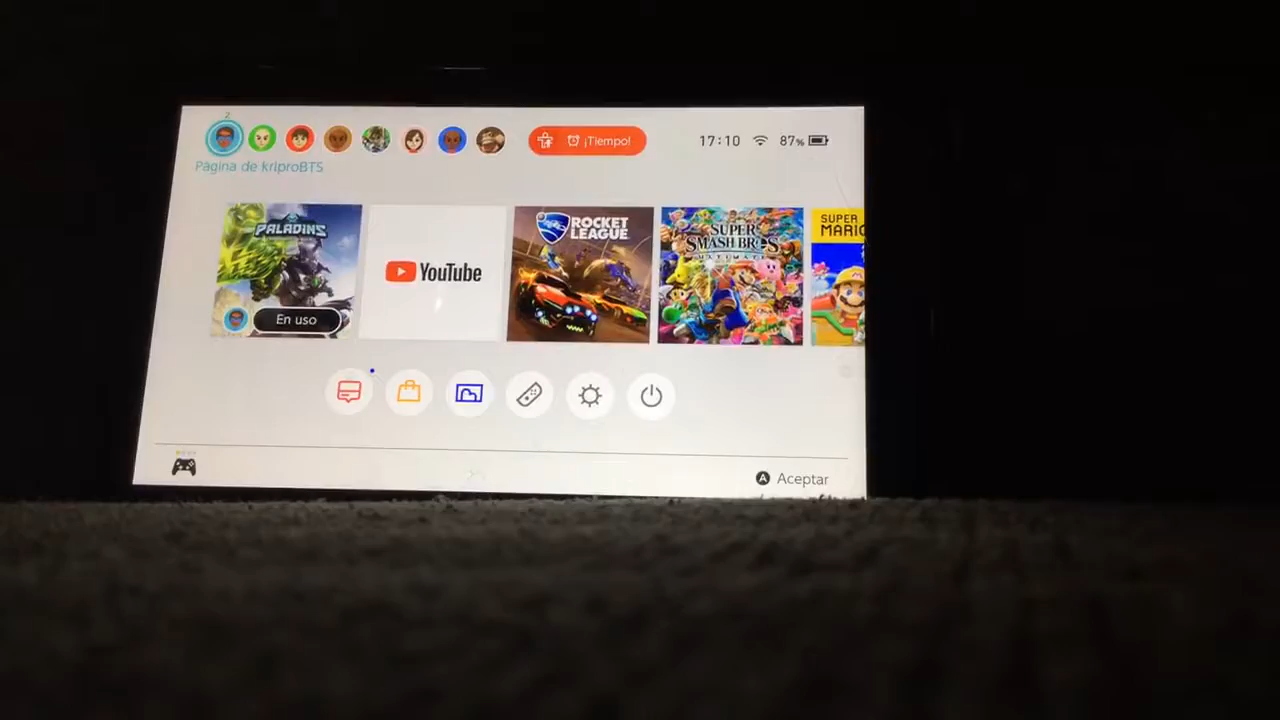 2
¡Tiempo!
17:10
87%
Página de kriproBTS
PALADINS
En uso
YouTube
ROCKET
LEAGUE
SUPER
SMASH BROS.
ULTIMATE
SUPER
MARIO
A Aceptar